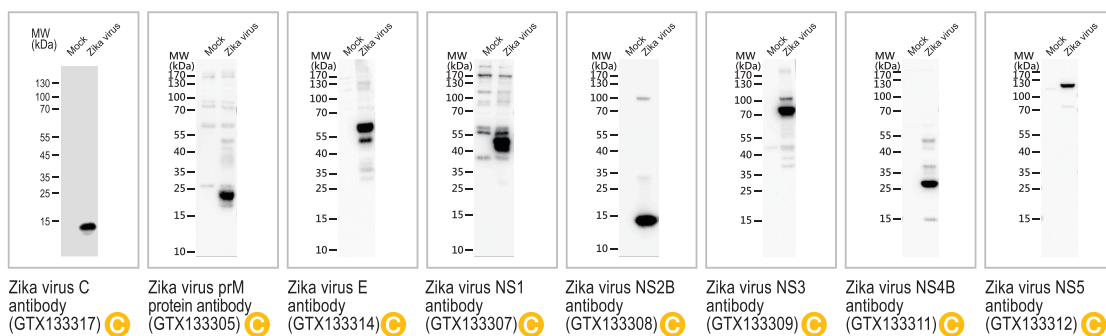 MW
(kDa)
Mock
Zika virus
130
100
70
55
45
35
25
15
Zika virus C
antibody
(GTX133317) C
MW
(kDa)
Mock
Zika virus
170
130
100
70
55
40
35
25
15
10
Zika virus prM
protein antibody
(GTX133305) C
MW
(kDa)
Mock
Zika virus
170
130
100
70
55
40
35
25
15
10
Zika virus E
antibody
(GTX133314) C
MW
(kDa)
Mock
Zika virus
170
130
100
70
55
40
35
25
15
10
Zika virus NS1
antibody
(GTX133307) C
MW
(kDa)
Mock
Zika virus
170
130
100
70
55
40
35
25
15
10
Zika virus NS2B
antibody
(GTX133308) C
MW
(kDa)
Mock
Zika virus
170
130
100
70
55
40
35
25
15
Zika virus NS3
antibody
(GTX133309) C
MW
(kDa)
Mock
Zika virus
170
130
100
70
55
40
35
25
15
Zika virus NS4B
antibody
(GTX133311) C
MW
(kDa)
Mock
Zika virus
170
130
100
70
55
40
35
25
15
Zika virus NS5
antibody
(GTX133312) C